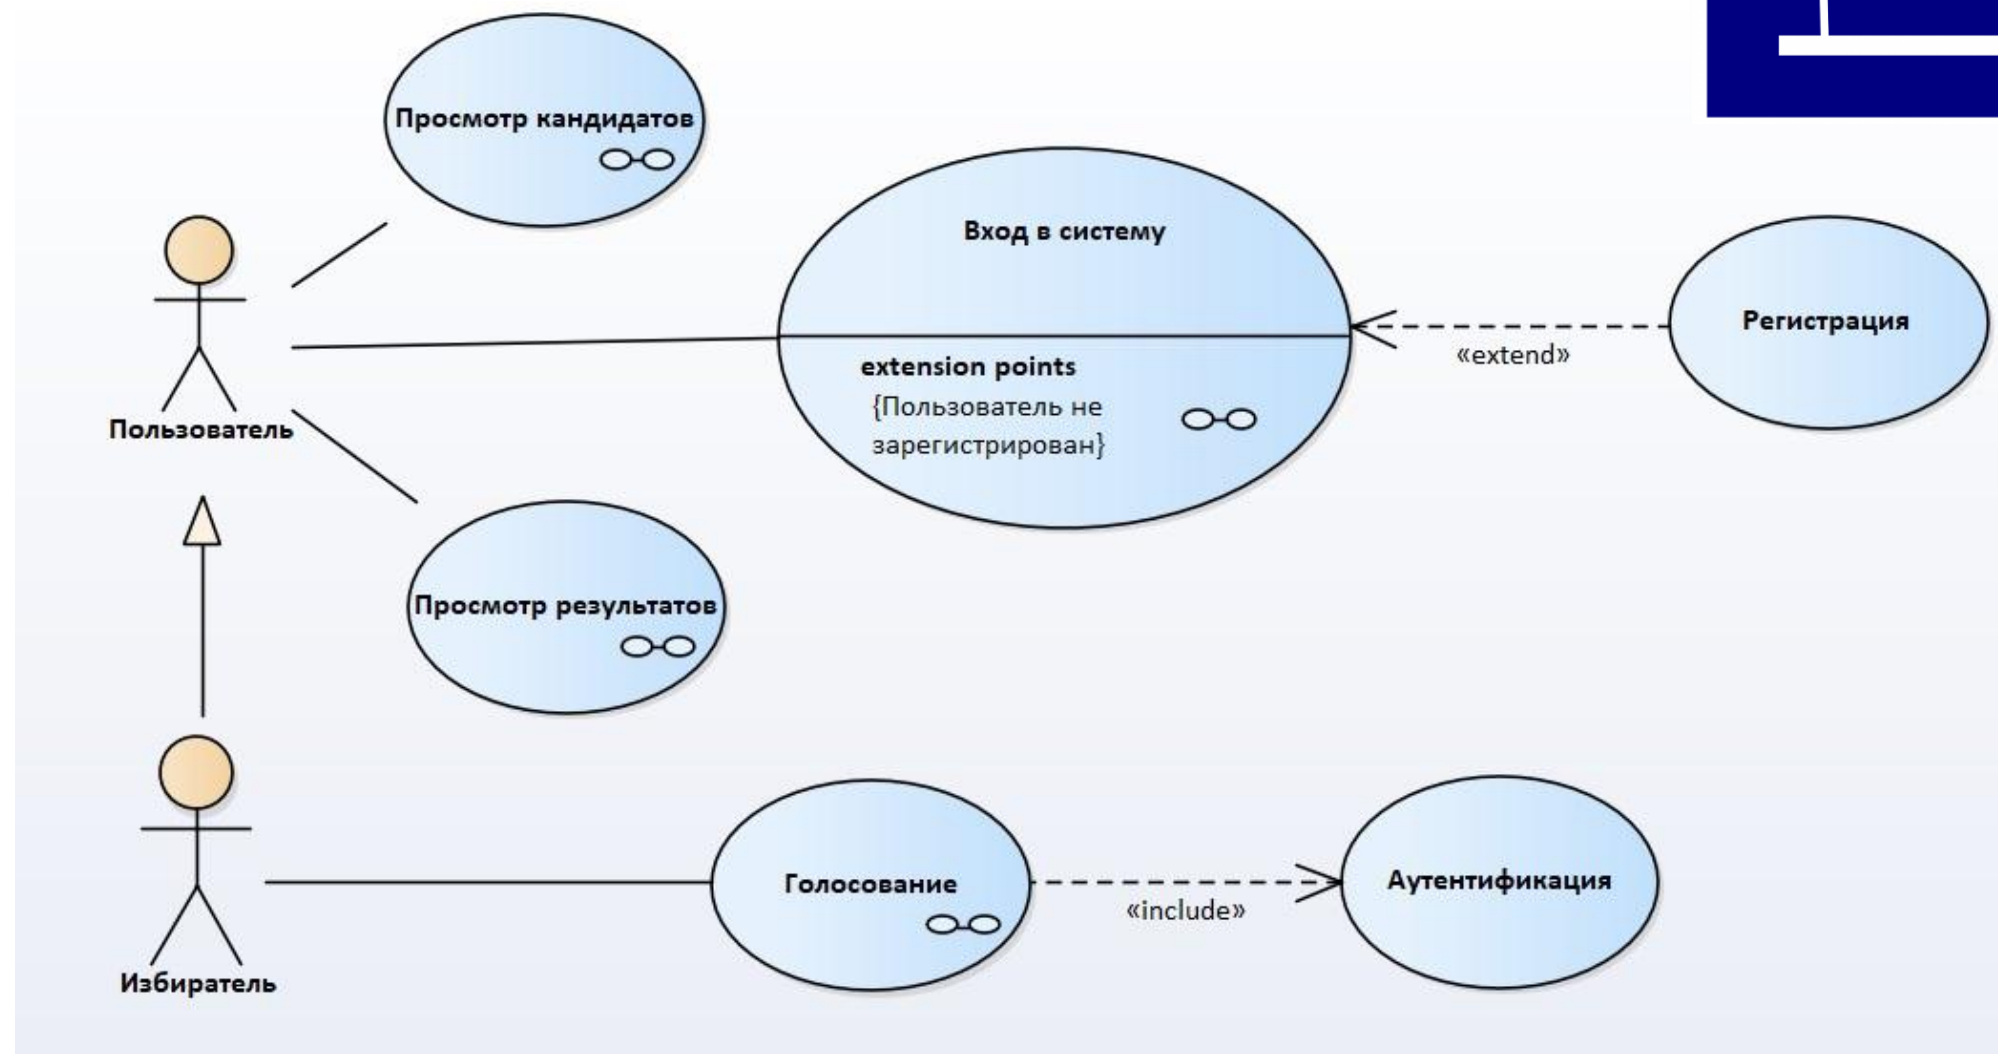 Просмотр кандидатов
Вход в систему
Регистрация
«extend»
extension points
{Пользователь не
зарегистрирован}
Пользователь
Просмотр результатов
Голосование
Аутентификация
«include»
Избиратель